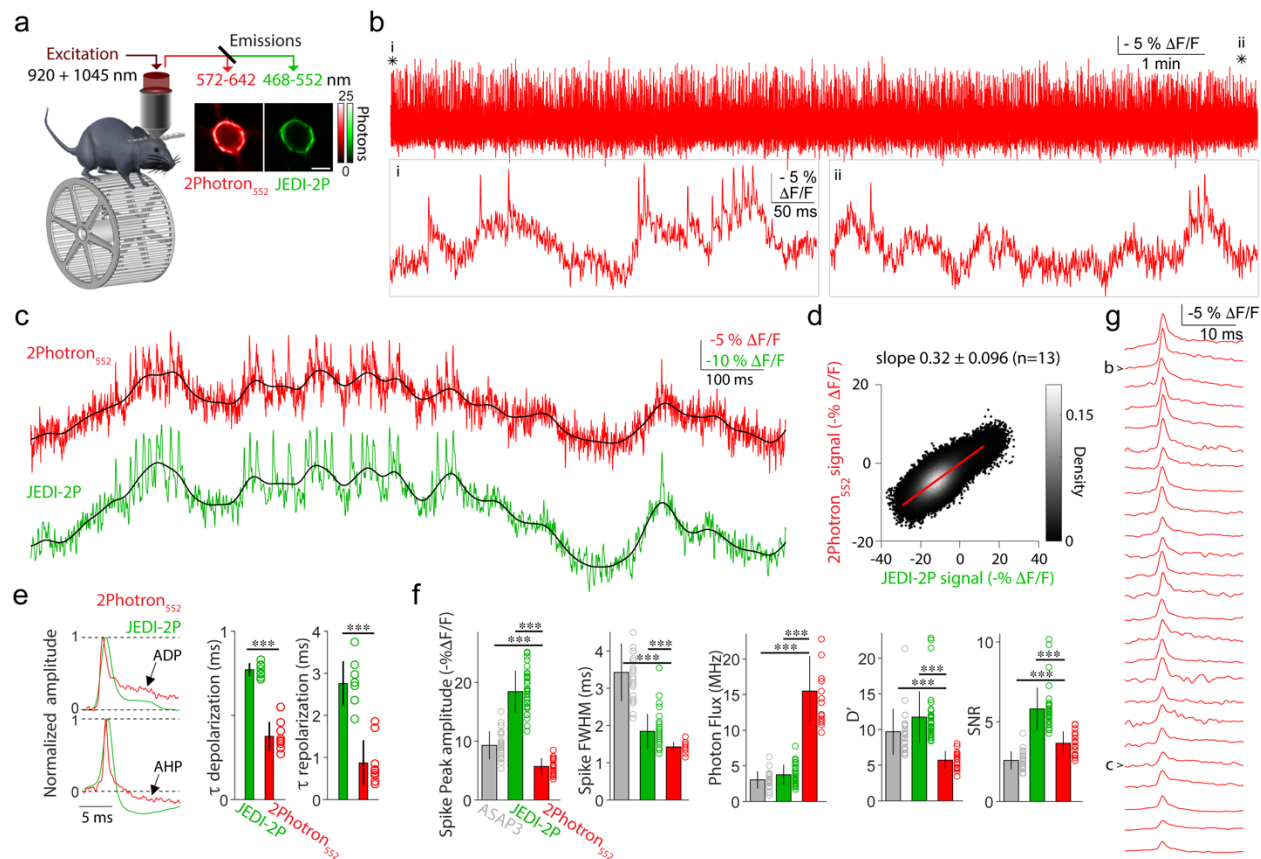 a
Excitation
920 + 1045 nm
Emissions
572-642
468-552 nm
25
Photons
0
2Photron552
JEDI-2P
b
i
*
- 5 % ΔF/F
1 min
ii
*
i
- 5 %
ΔF/F
50 ms
ii
c
2Photron552
JEDI-2P
-5 % ΔF/F
-10 % ΔF/F
100 ms
d
slope 0.32 ± 0.096 (n=13)
2Photron552 signal (-% ΔF/F)
20
0
-20
-40 -20 0 20 40
JEDI-2P signal (-% ΔF/F)
0.15
Density
0
g
-5 % ΔF/F
10 ms
b >
c >
e
2Photron552
JEDI-2P
Normalized amplitude
1
ADP
0
1
AHP
0
5 ms
τ depolarization (ms)
1
0
***
JEDI-2P
2Photron552
τ repolarization (ms)
4
3
2
1
0
***
f
Spike Peak amplitude (-%ΔF/F)
30
20
10
0
***
***
ASAP3
JEDI-2P
2Photron552
Spike FWHM (ms)
6
4
2
0
***
***
Photon Flux (MHz)
20
15
10
5
0
***
***
D'
20
10
0
***
***
SNR
10
5
0
***
***